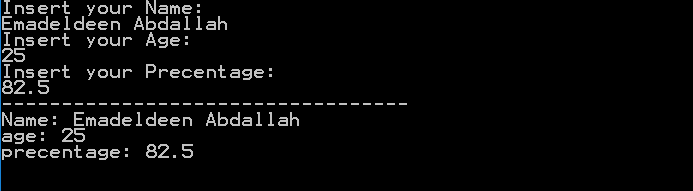 Insert your Name:
Emadeldeen Abdallah
Insert your Age:
25
Insert your Precentage:
82.5
----------------------------------
Name: Emadeldeen Abdallah
age: 25
precentage: 82.5